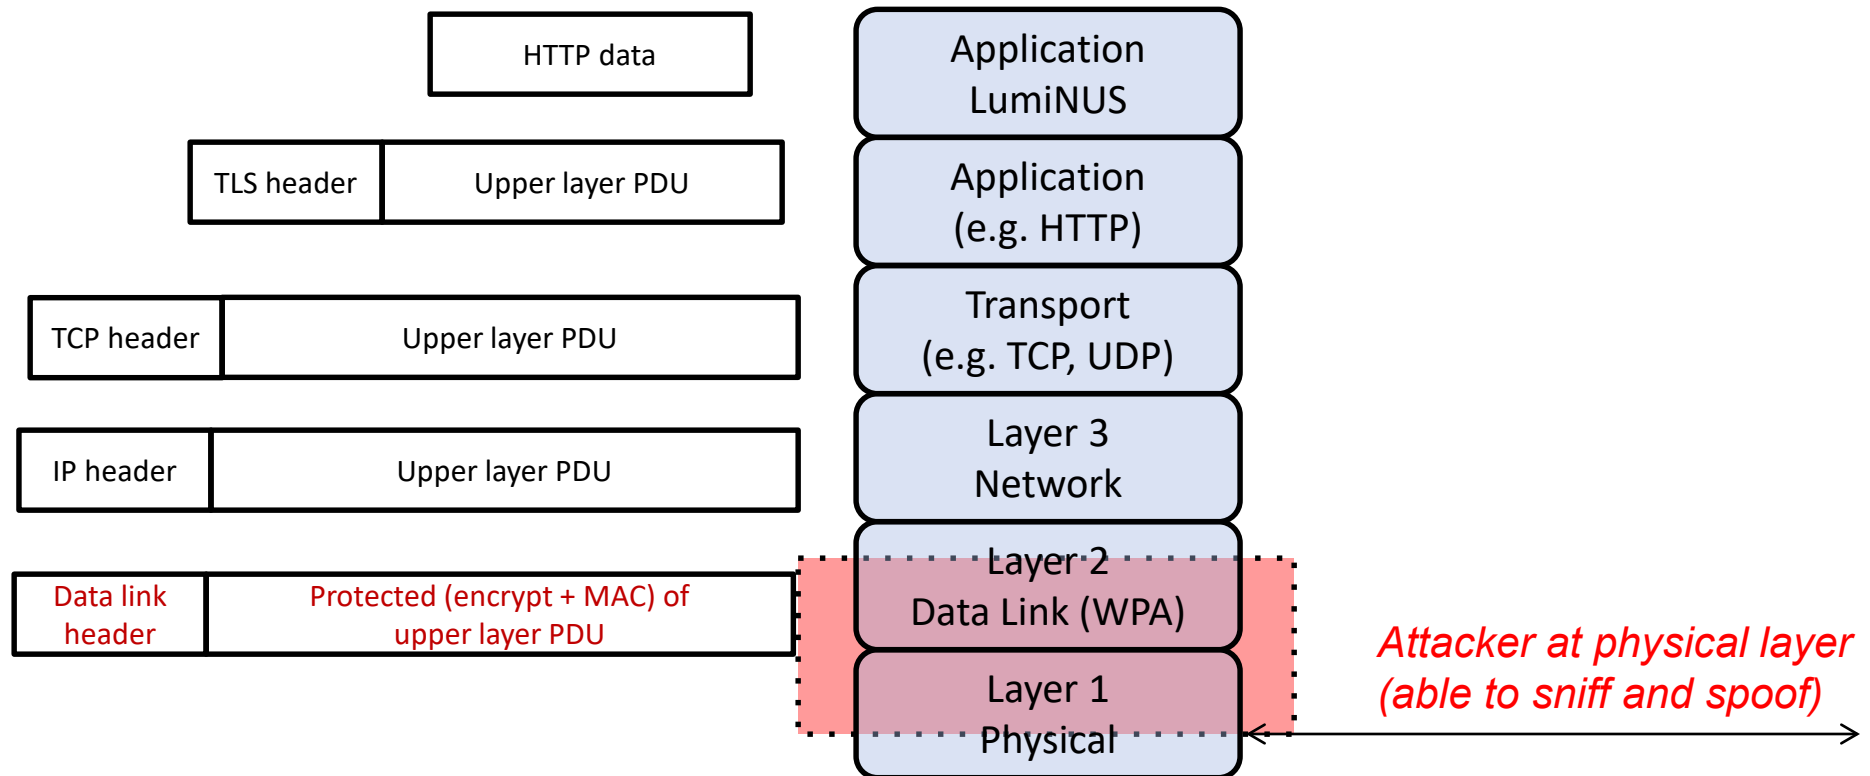 HTTP data
Application
LumiNUS
TLS header
Upper layer PDU
Application
(e.g. HTTP)
TCP header
Upper layer PDU
Transport
(e.g. TCP, UDP)
IP header
Upper layer PDU
Layer 3
Network
Data link
header
Protected (encrypt + MAC) of
upper layer PDU
Layer 2
Data Link (WPA)
Layer 1
Physical
Attacker at physical layer
(able to sniff and spoof)